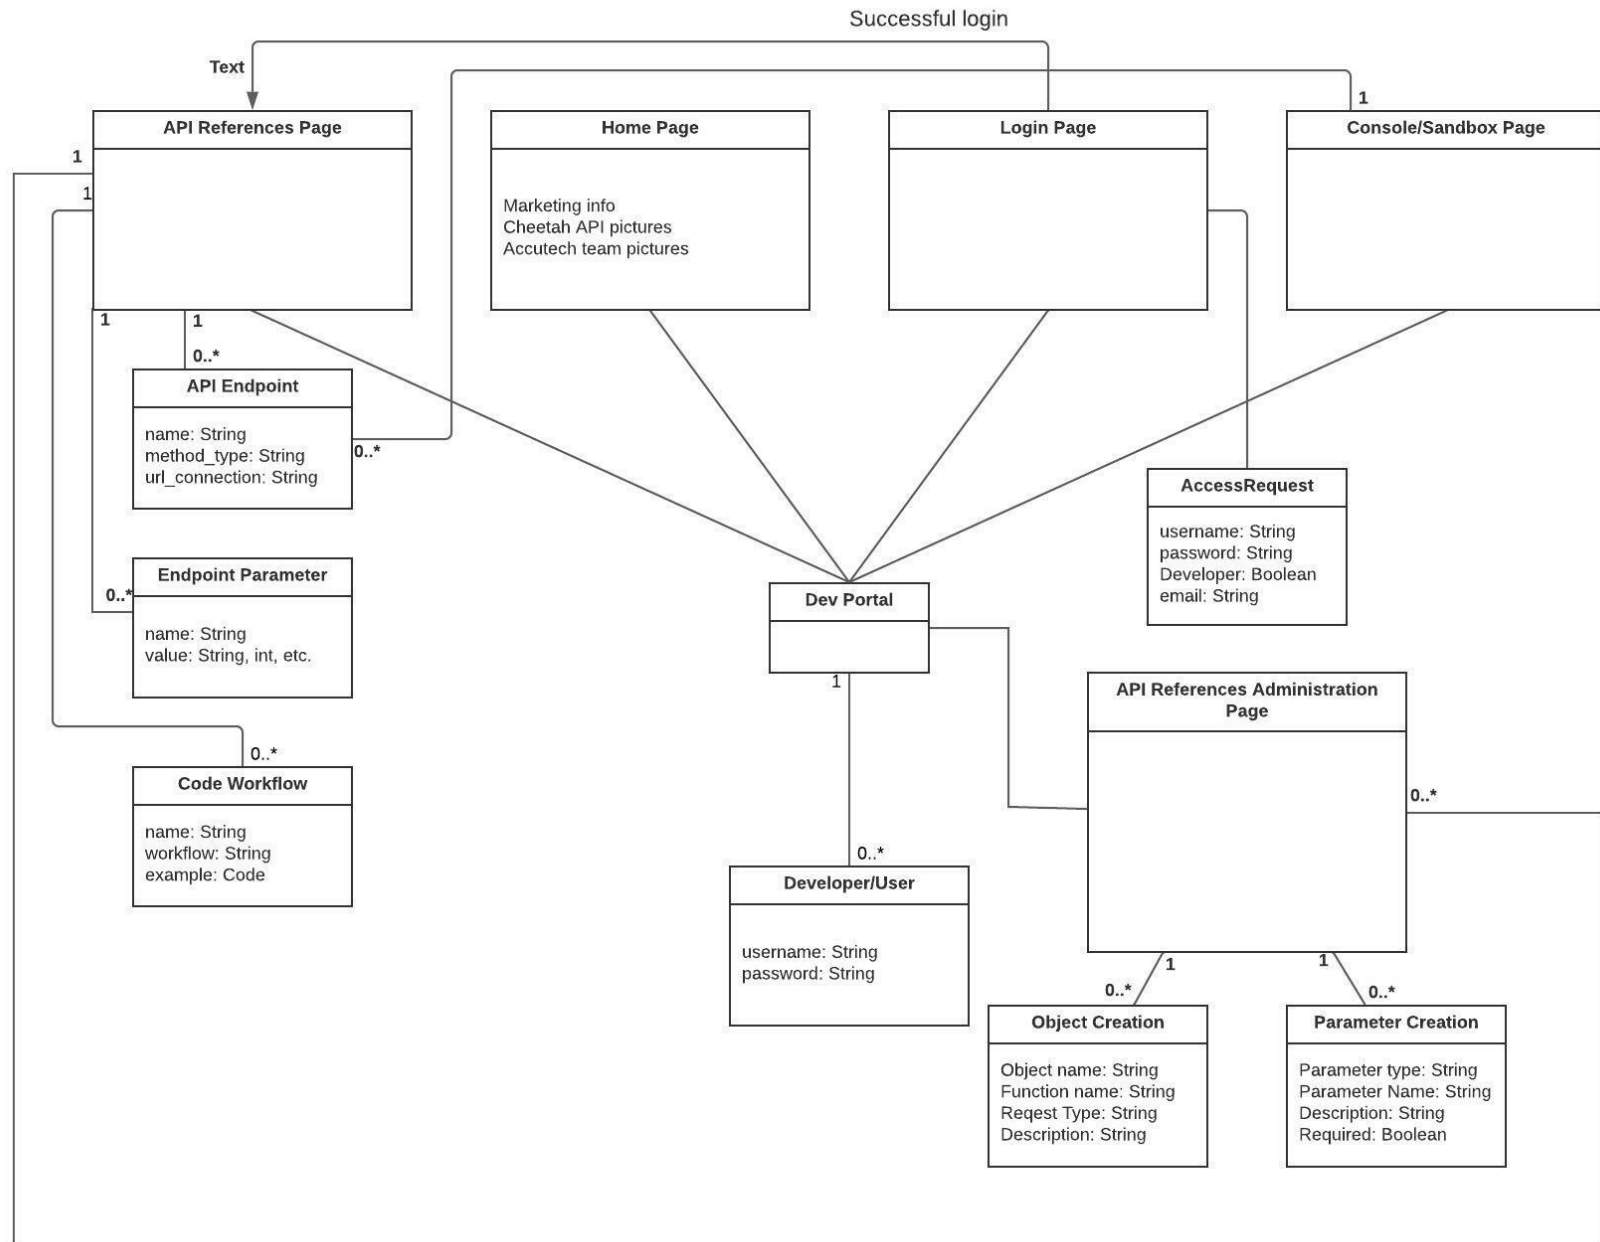 Successful login
Text
1
API References Page
Home Page
Login Page
Console/Sandbox Page
1
1
Marketing info
Cheetah API pictures
Accutech team pictures
1
1
0..*
API Endpoint
name: String
method_type: String
url_connection: String
0..*
AccessRequest
username: String
password: String
Developer: Boolean
email: String
Endpoint Parameter
0..*
name: String
value: String, int, etc.
Dev Portal
1
API References Administration
Page
0..*
0..*
Code Workflow
name: String
workflow: String
example: Code
0..*
Developer/User
username: String
password: String
1
1
0..*
0..*
Object Creation
Object name: String
Function name: String
Reqest Type: String
Description: String
Parameter Creation
Parameter type: String
Parameter Name: String
Description: String
Required: Boolean